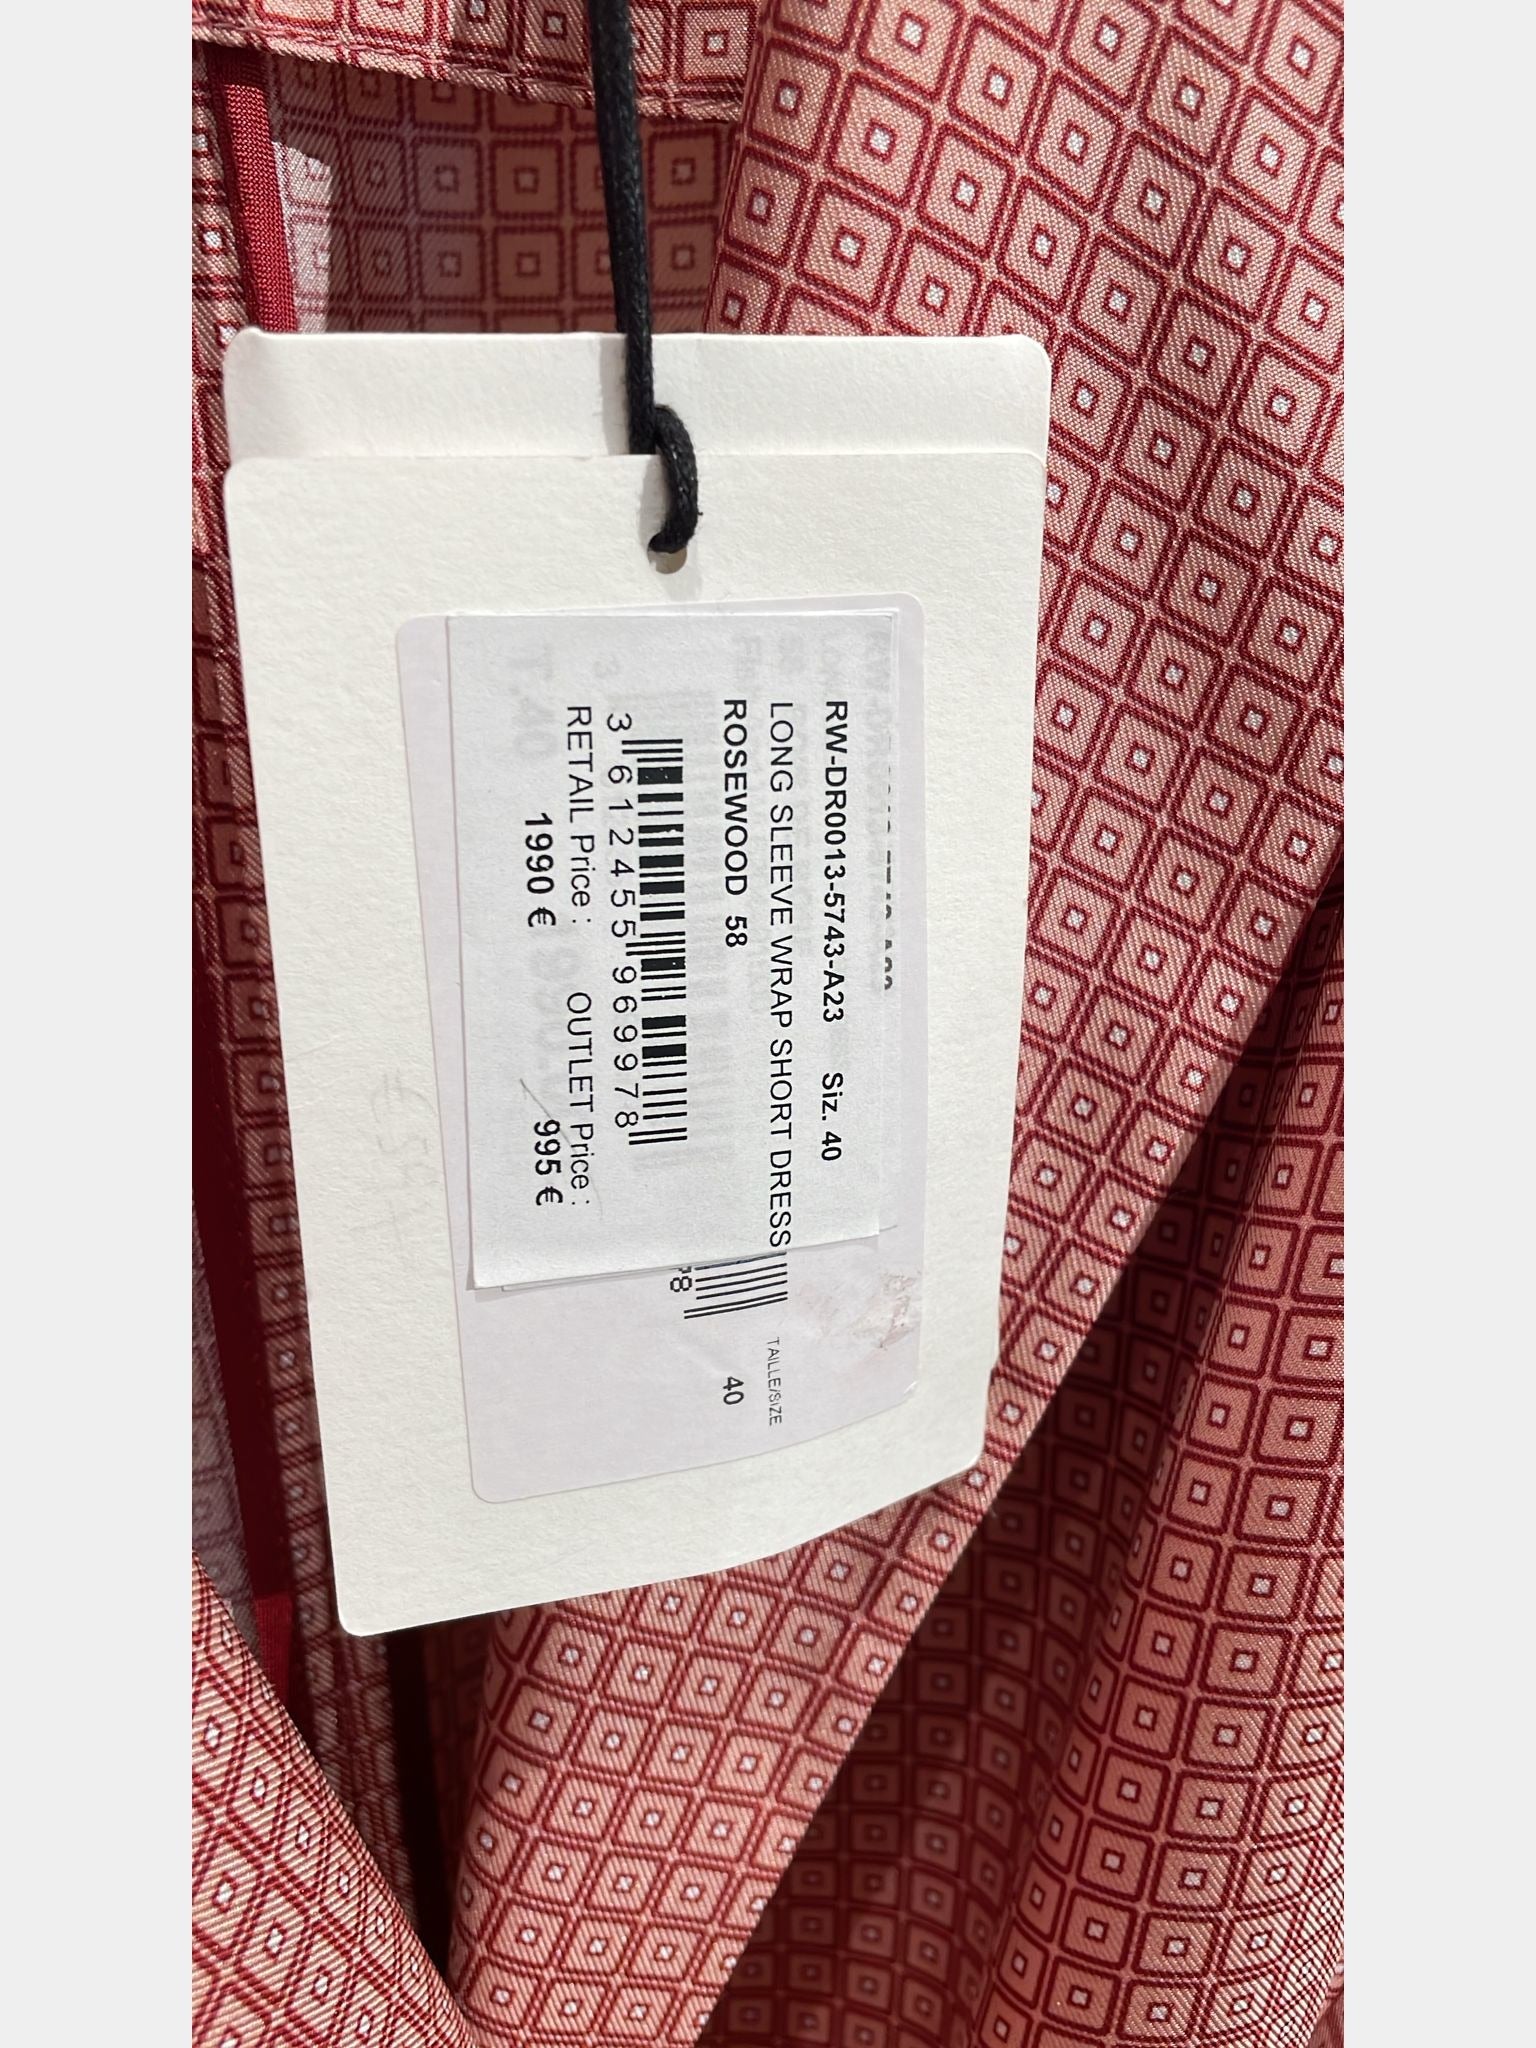 RW-DR0013-5743-A23 Siz. 40
LONG SLEEVE WRAP SHORT DRESS
ROSEWOOD 58
3 612455 969978
RETAIL Price : OUTLET Price :
1990 € 995 €
TAILLE/SIZE
40
8